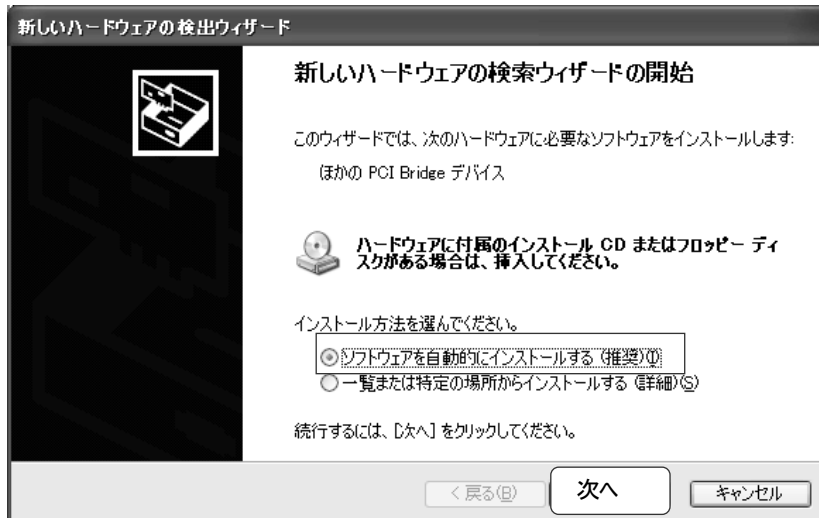 新しいハードウェアの検出ウィザード
新しいハードウェアの検索ウィザードの開始
このウィザードでは、次のハードウェアに必要なソフトウェアをインストールします:
ほかの PCI Bridge デバイス
ハードウェアに付属のインストール CD またはフロッピー ディ
スクがある場合は、挿入してください。
インストール方法を選んでください。
ソフトウェアを自動的にインストールする (推奨)(I)
一覧または特定の場所からインストールする (詳細)(S)
続行するには、[次へ] をクリックしてください。
< 戻る(B) 次へ キャンセル